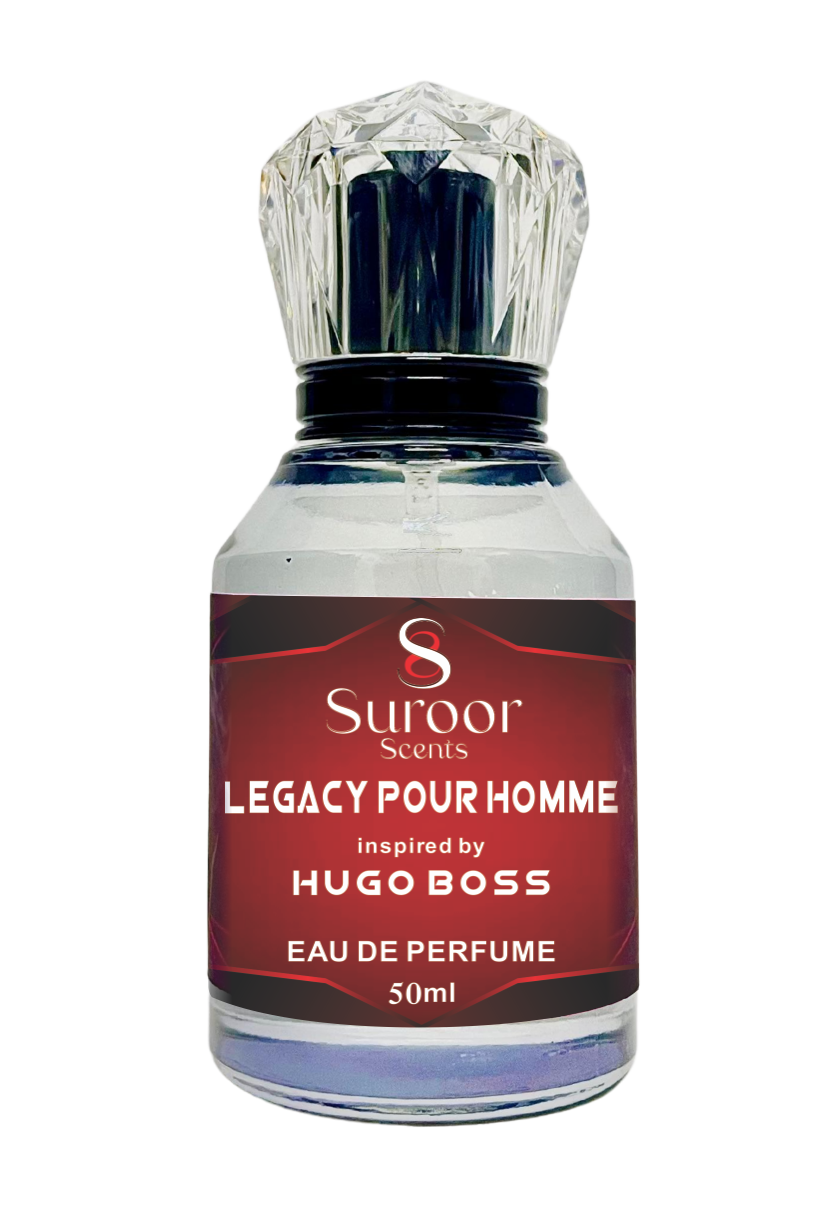 Suroor
Scents
LEGACY POUR HOMME
inspired by
HUGO BOSS
EAU DE PERFUME
50ml